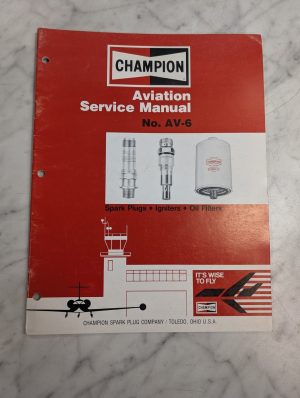 CHAMPION
Aviation
Service Manual
No. AV-6
Spark Plugs • Igniters • Oil Filters
IT'S WISE
TO FLY
CHAMPION SPARK PLUG COMPANY / TOLEDO, OHIO U.S.A.